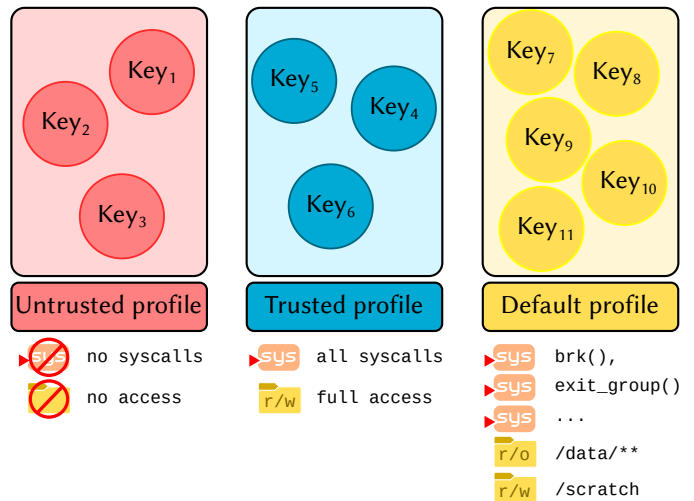 Key1
Key2
Key3
Untrusted profile
sys no syscalls
no access
Key5
Key4
Key6
Trusted profile
sys all syscalls
r/w full access
Key7
Key8
Key9
Key10
Key11
Default profile
sys brk(),
sys exit_group()
sys ...
r/o /data/**
r/w /scratch